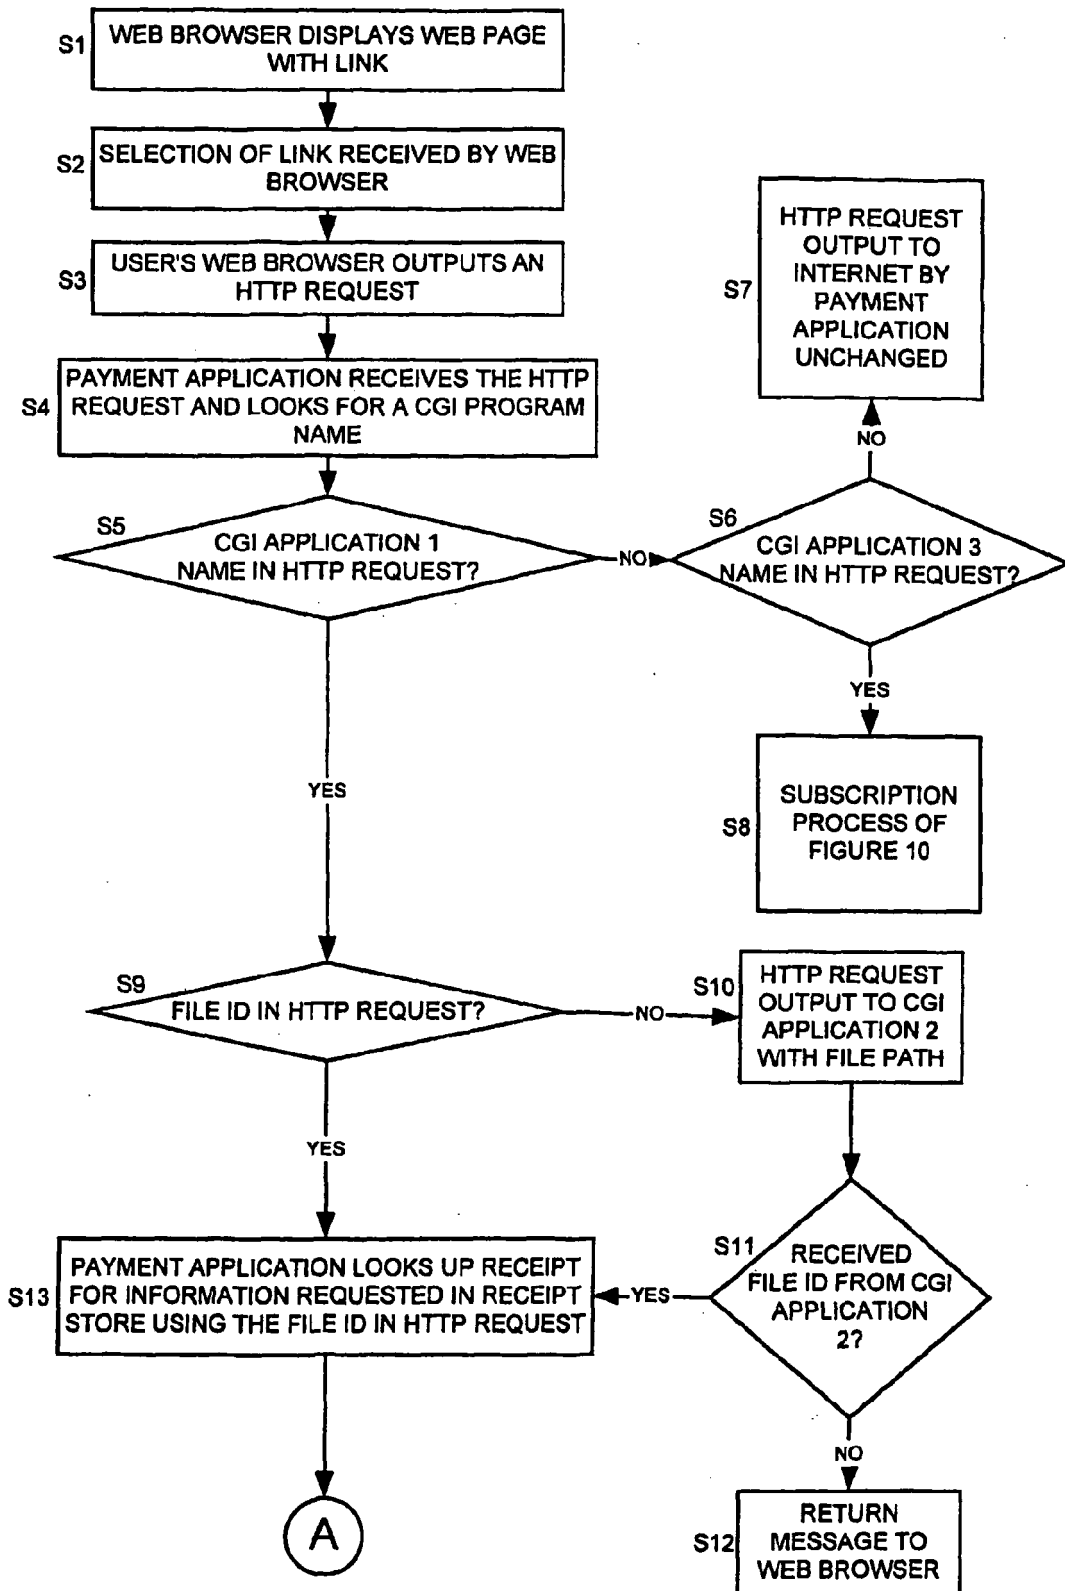 S1
WEB BROWSER DISPLAYS WEB PAGE
WITH LINK
S2
SELECTION OF LINK RECEIVED BY WEB
BROWSER
S3
USER'S WEB BROWSER OUTPUTS AN
HTTP REQUEST
S4
PAYMENT APPLICATION RECEIVES THE HTTP
REQUEST AND LOOKS FOR A CGI PROGRAM
NAME
S7
HTTP REQUEST
OUTPUT TO
INTERNET BY
PAYMENT
APPLICATION
UNCHANGED
NO
S5
CGI APPLICATION 1
NAME IN HTTP REQUEST?
NO
S6
CGI APPLICATION 3
NAME IN HTTP REQUEST?
YES
YES
S8
SUBSCRIPTION
PROCESS OF
FIGURE 10
S9
FILE ID IN HTTP REQUEST?
NO
S10
HTTP REQUEST
OUTPUT TO CGI
APPLICATION 2
WITH FILE PATH
YES
S11
RECEIVED
FILE ID FROM CGI
APPLICATION
2?
YES
S13
PAYMENT APPLICATION LOOKS UP RECEIPT
FOR INFORMATION REQUESTED IN RECEIPT
STORE USING THE FILE ID IN HTTP REQUEST
NO
S12
RETURN
MESSAGE TO
WEB BROWSER
A